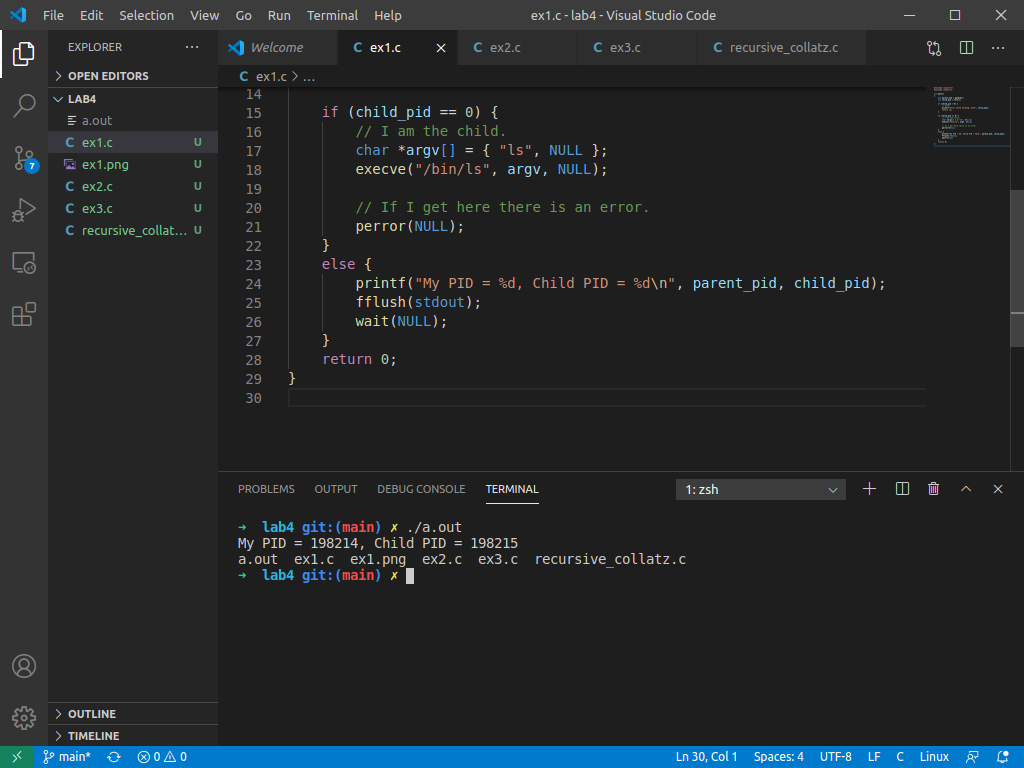 File Edit Selection View Go Run Terminal Help ex1.c - lab4 - Visual Studio Code
EXPLORER
OPEN EDITORS
LAB4
a.out
ex1.c U
ex1.png U
ex2.c U
ex3.c U
recursive_collat... U
OUTLINE
TIMELINE
7
Welcome ex1.c ex2.c ex3.c recursive_collatz.c
C ex1.c > ...
14
15 if (child_pid == 0) {
16 // I am the child.
17 char *argv[] = { "ls", NULL };
18 execve("/bin/ls", argv, NULL);
19
20 // If I get here there is an error.
21 perror(NULL);
22 }
23 else {
24 printf("My PID = %d, Child PID = %d\n", parent_pid, child_pid);
25 fflush(stdout);
26 wait(NULL);
27 }
28 return 0;
29 }
30
PROBLEMS OUTPUT DEBUG CONSOLE TERMINAL 1: zsh
➜ lab4 git:(main) ✗ ./a.out
My PID = 198214, Child PID = 198215
a.out ex1.c ex1.png ex2.c ex3.c recursive_collatz.c
➜ lab4 git:(main) ✗
main* 0 0 Ln 30, Col 1 Spaces: 4 UTF-8 LF C Linux